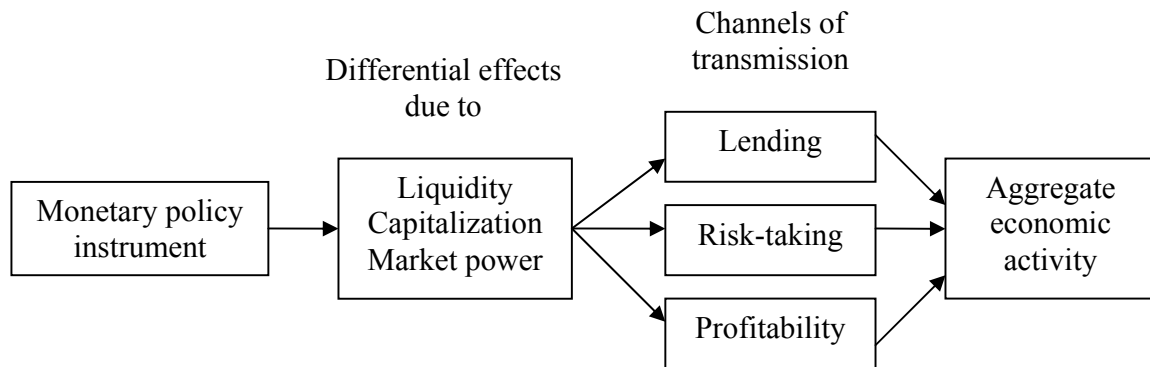 Channels of
transmission
Differential effects
due to
Monetary policy
instrument
Liquidity
Capitalization
Market power
Lending
Risk-taking
Profitability
Aggregate
economic
activity